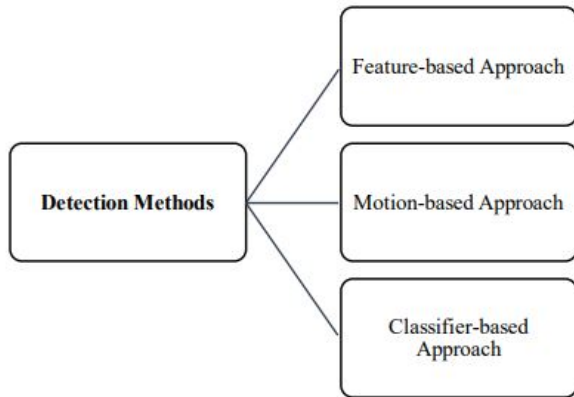 Feature-based Approach
Detection Methods
Motion-based Approach
Classifier-based
Approach